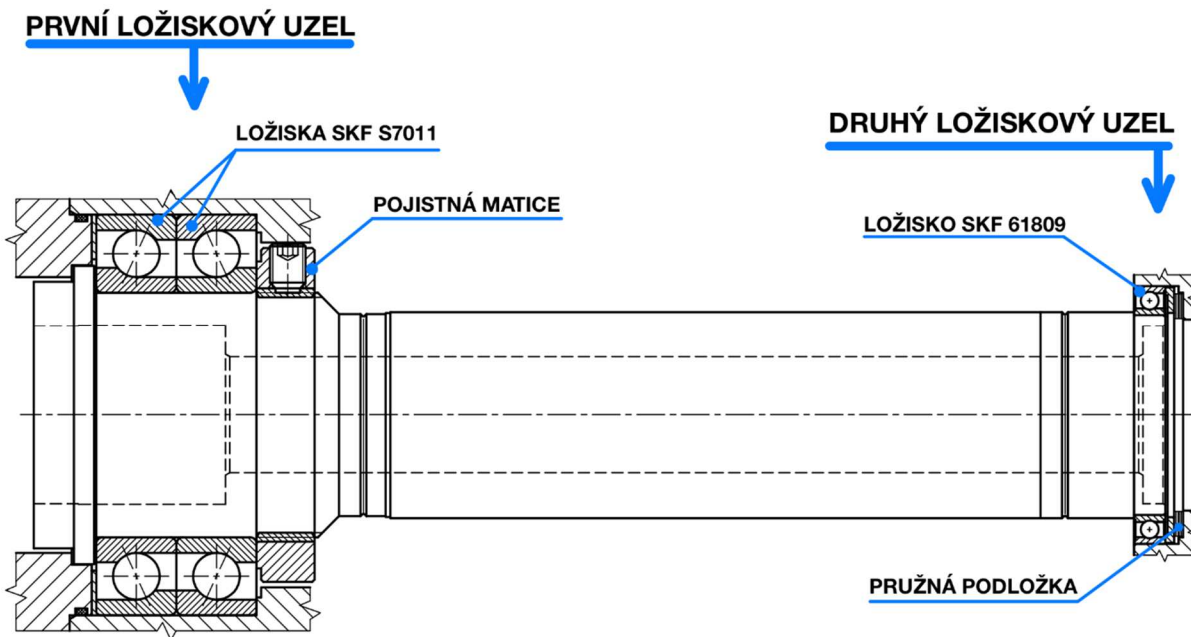 PRVNÍ LOŽISKOVÝ UZEL
LOŽISKA SKF S7011
DRUHÝ LOŽISKOVÝ UZEL
POJISTNÁ MATICE
LOŽISKO SKF 61809
PRUŽNÁ PODLOŽKA